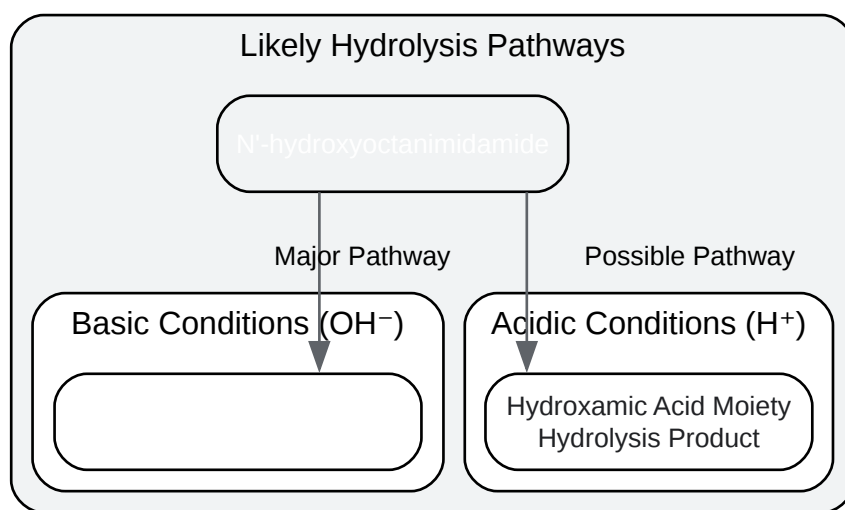 Likely Hydrolysis Pathways
N'-hydroxyoctanimidamide
Major Pathway
Possible Pathway
Basic Conditions (OH⁻)
Acidic Conditions (H⁺)
Hydroxamic Acid Moiety
Hydrolysis Product